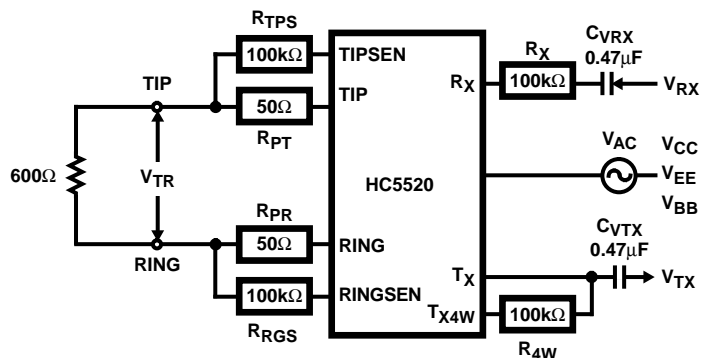 R_TPS
100kΩ
TIPSEN
TIP
50Ω
TIP
R_PT
600Ω
V_TR
R_PR
50Ω
RING
RING
100kΩ
RINGSEN
R_RGS
HC5520
C_VRX
0.47μF
R_X
R_X
100kΩ
V_RX
V_AC
V_CC
V_EE
V_BB
C_VTX
0.47μF
T_X
V_TX
T_X4W
100kΩ
R_4W